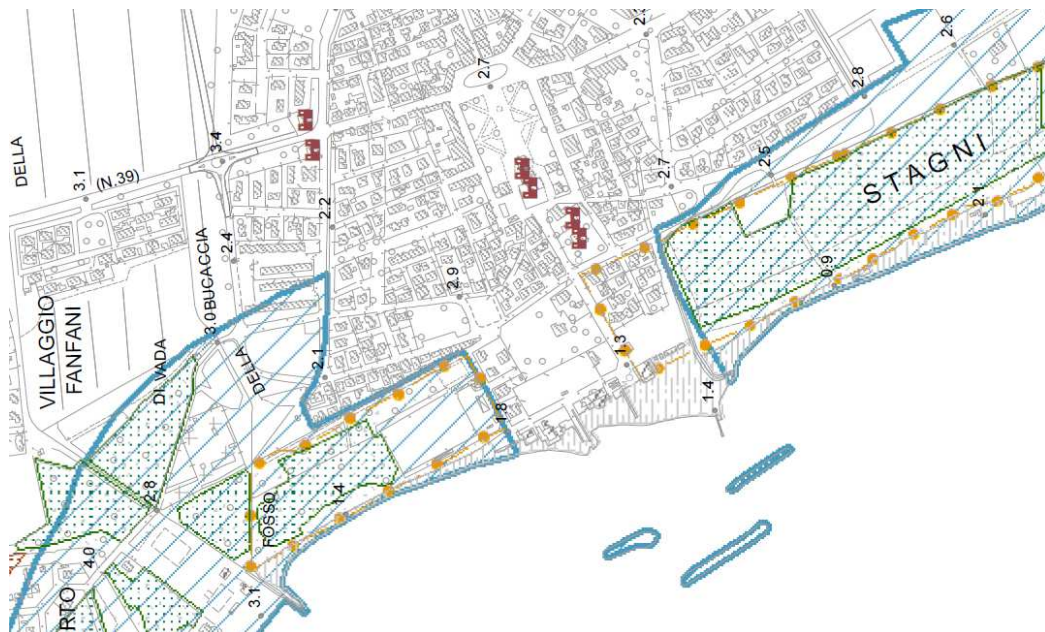 DELLA
3.1
(N.39)
3.4
2.7
2.6
2.8
2.5
2.7
STAGNI
2.1
0.9
2.2
2.4
BUCACCIA
3.0
VILLAGGIO
FANFANI
DI VADA
DELLA
2.1
2.9
1.3
1.4
1.8
1.4
FOSSO
2.8
4.0
RTO
3.1